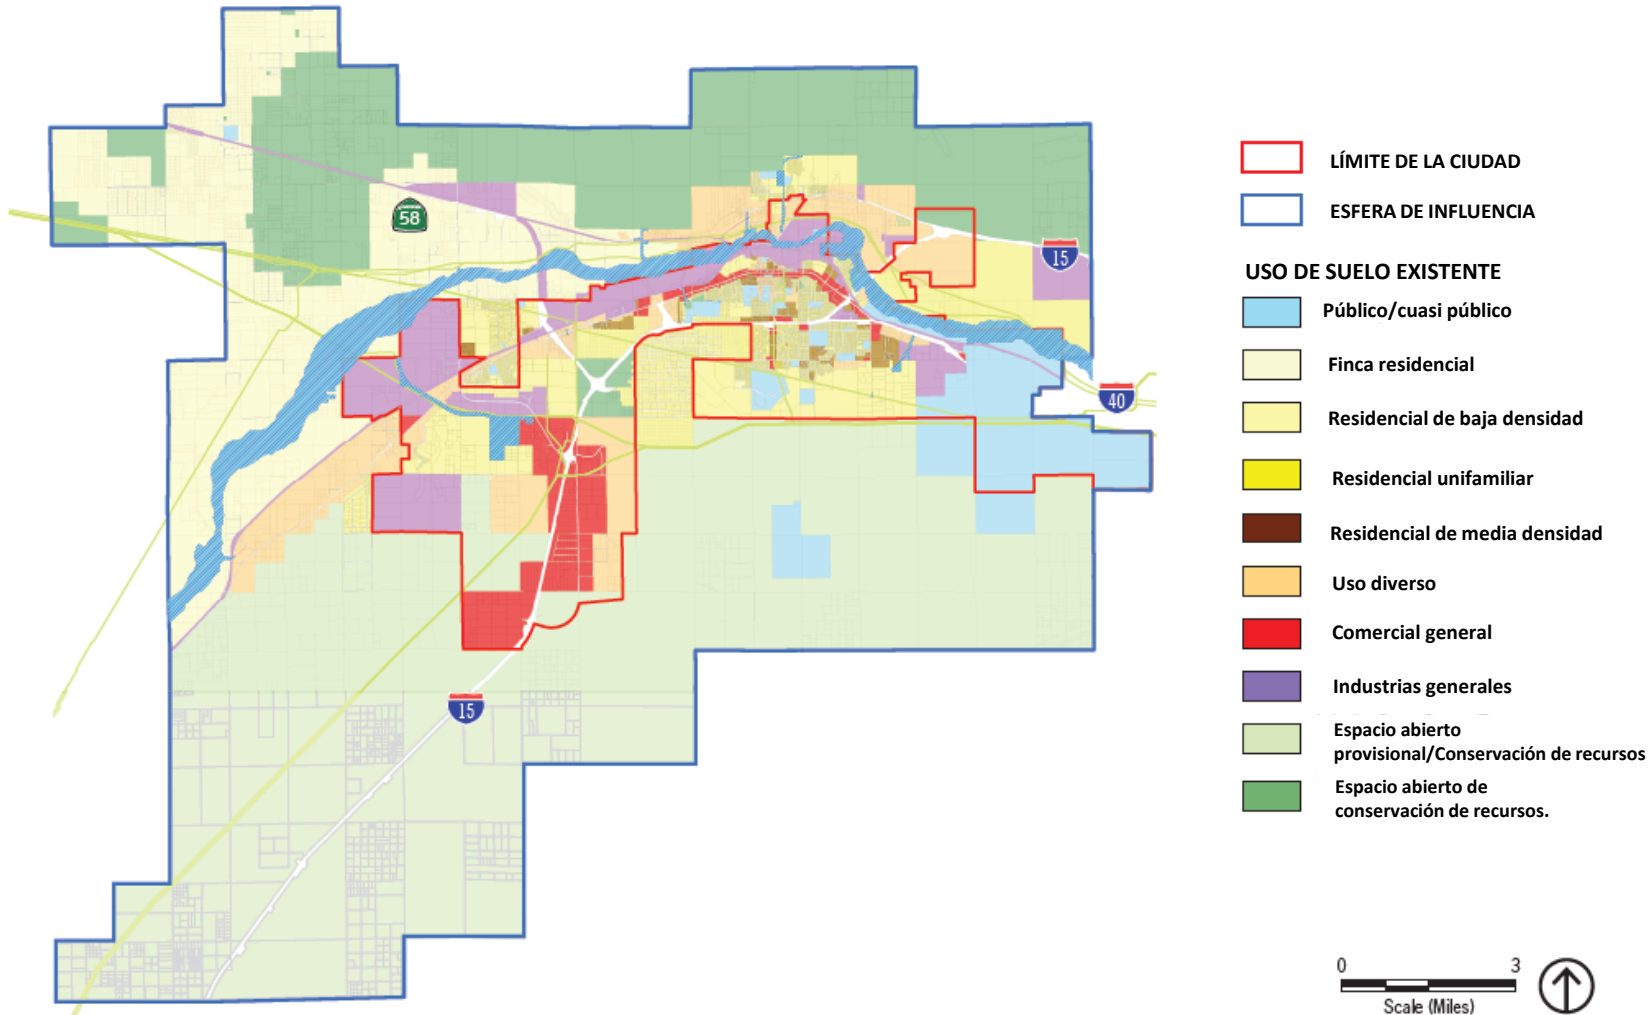 58
15
40
15
LÍMITE DE LA CIUDAD
ESFERA DE INFLUENCIA
USO DE SUELO EXISTENTE
Público/cuasi público
Finca residencial
Residencial de baja densidad
Residencial unifamiliar
Residencial de media densidad
Uso diverso
Comercial general
Industrias generales
Espacio abierto
provisional/Conservación de recursos
Espacio abierto de
conservación de recursos.
0 3
Scale (Miles)